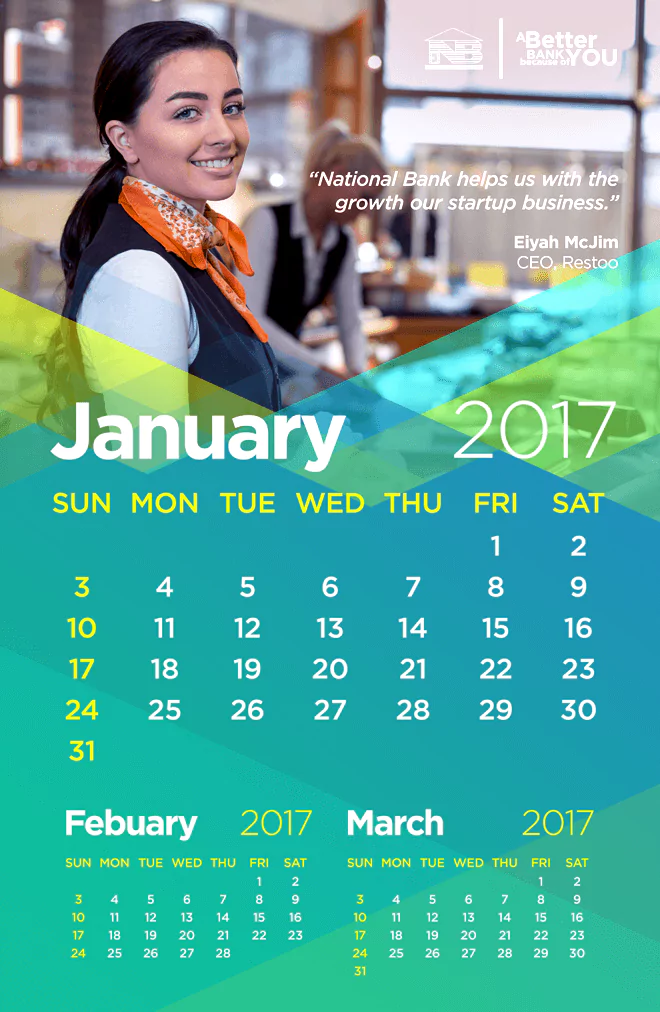 NB
A Better
BANK YOU
because of
“National Bank helps us with the
growth our startup business.”
Eiyah McJim
CEO, Restoo
January 2017
SUN MON TUE WED THU FRI SAT
1 2
3 4 5 6 7 8 9
10 11 12 13 14 15 16
17 18 19 20 21 22 23
24 25 26 27 28 29 30
31
Febuary 2017
SUN MON TUE WED THU FRI SAT
1 2
3 4 5 6 7 8 9
10 11 12 13 14 15 16
17 18 19 20 21 22 23
24 25 26 27 28
March 2017
SUN MON TUE WED THU FRI SAT
1 2
3 4 5 6 7 8 9
10 11 12 13 14 15 16
17 18 19 20 21 22 23
24 25 26 27 28 29 30
31